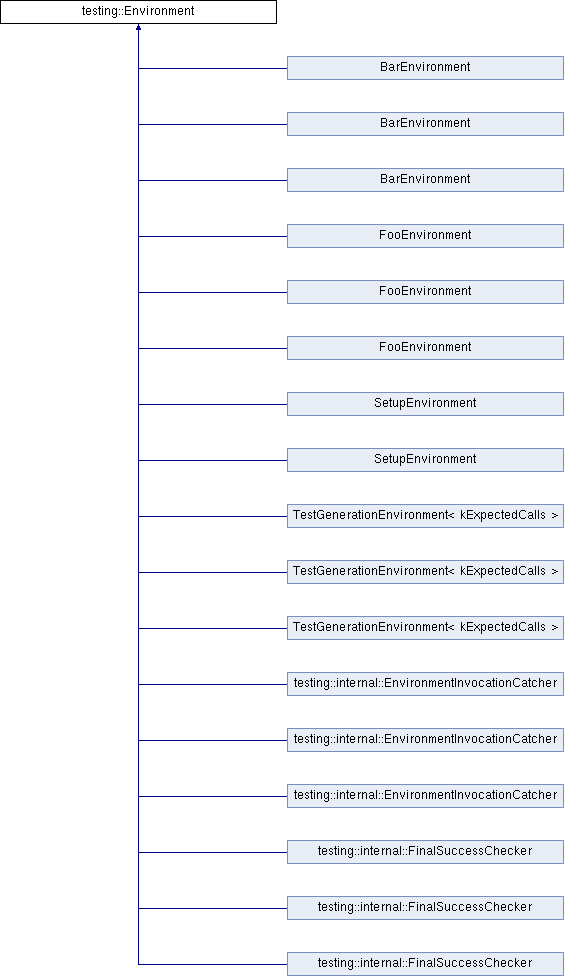 testing::Environment
BarEnvironment
BarEnvironment
BarEnvironment
FooEnvironment
FooEnvironment
FooEnvironment
SetupEnvironment
SetupEnvironment
TestGenerationEnvironment< kExpectedCalls >
TestGenerationEnvironment< kExpectedCalls >
TestGenerationEnvironment< kExpectedCalls >
testing::internal::EnvironmentInvocationCatcher
testing::internal::EnvironmentInvocationCatcher
testing::internal::EnvironmentInvocationCatcher
testing::internal::FinalSuccessChecker
testing::internal::FinalSuccessChecker
testing::internal::FinalSuccessChecker